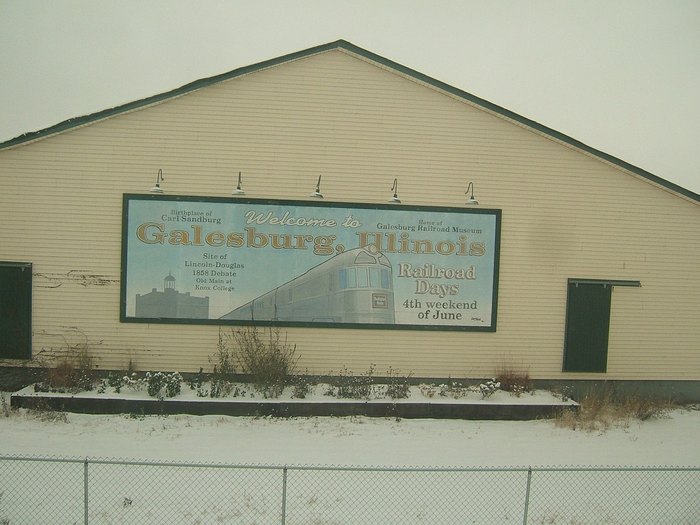 Welcome to
Birthplace of
Carl Sandburg
Home of
Galesburg Railroad Museum
Galesburg, Illinois
Site of
Lincoln-Douglas
1858 Debate
Old Main at
Knox College
Railroad
Days
4th weekend
of June